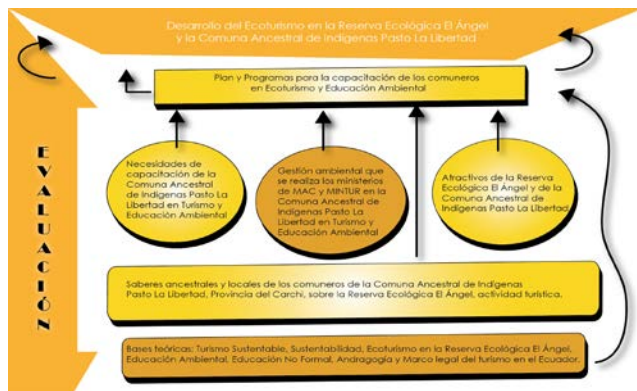 Desarrollo del Ecoturismo en la Reserva Ecológica El Ángel
y la Comuna Ancestral de Indígenas Pasto La Libertad
Plan y Programas para la capacitación de los comuneros
en Ecoturismo y Educación Ambiental
EVALUACIÓN
Necesidades de
capacitación de la
Comuna Ancestral
de Indígenas Pasto La
Libertad en Turismo y
Educación Ambiental
Gestión ambiental que
se realiza los ministerios
de MAC y MINTUR en la
Comuna Ancestral de
Indígenas Pasto La
Libertad en Turismo y
Educación Ambiental
Atractivos de la Reserva
Ecológica El Ángel y de la
Comuna Ancestral de
Indígenas Pasto La Libertad
Saberes ancestrales y locales de los comuneros de la Comuna Ancestral de Indígenas
Pasto La Libertad, Provincia del Carchi, sobre la Reserva Ecológica El Ángel, actividad turística.
Bases teóricas: Turismo Sustentable, Sustentabilidad, Ecoturismo en la Reserva Ecológica El Ángel,
Educación Ambiental, Educación No Formal, Andragogía y Marco legal del turismo en el Ecuador.